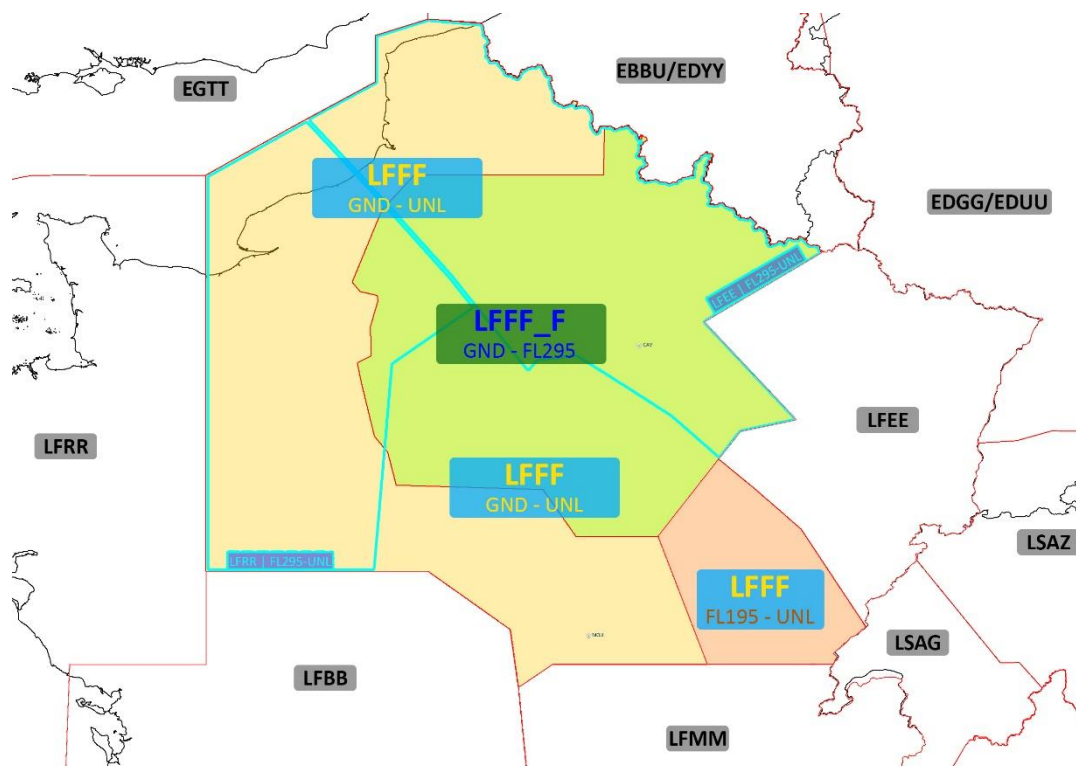 EGTT
EBBU/EDYY
LFFF
GND - UNL
EDGG/EDUU
LFEE | FL295-UNL
LFFF_F
GND - FL295
LFRR
LFEE
LFFF
GND - UNL
LSAZ
LFRR | FL295-UNL
LFFF
FL195 - UNL
LSAG
LFBB
LFMM